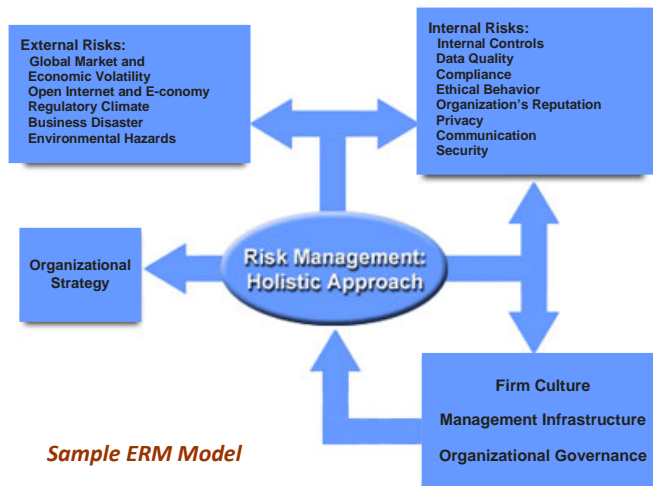 External Risks:
Global Market and
Economic Volatility
Open Internet and E-conomy
Regulatory Climate
Business Disaster
Environmental Hazards
Internal Risks:
Internal Controls
Data Quality
Compliance
Ethical Behavior
Organization's Reputation
Privacy
Communication
Security
Organizational
Strategy
Risk Management:
Holistic Approach
Firm Culture
Management Infrastructure
Organizational Governance
Sample ERM Model